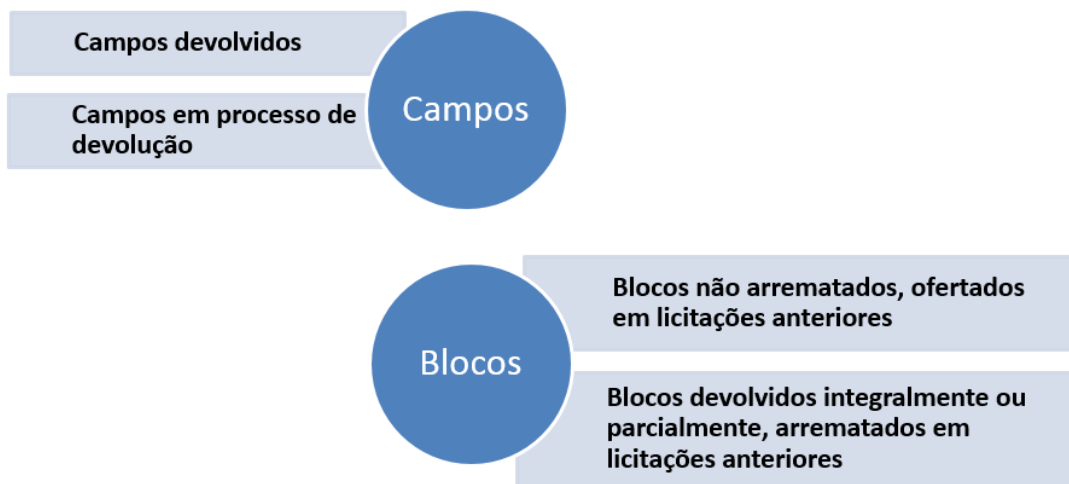 Campos devolvidos
Campos em processo de
devolução
Campos
Blocos
Blocos não arrematados, ofertados
em licitações anteriores
Blocos devolvidos integralmente ou
parcialmente, arrematados em
licitações anteriores